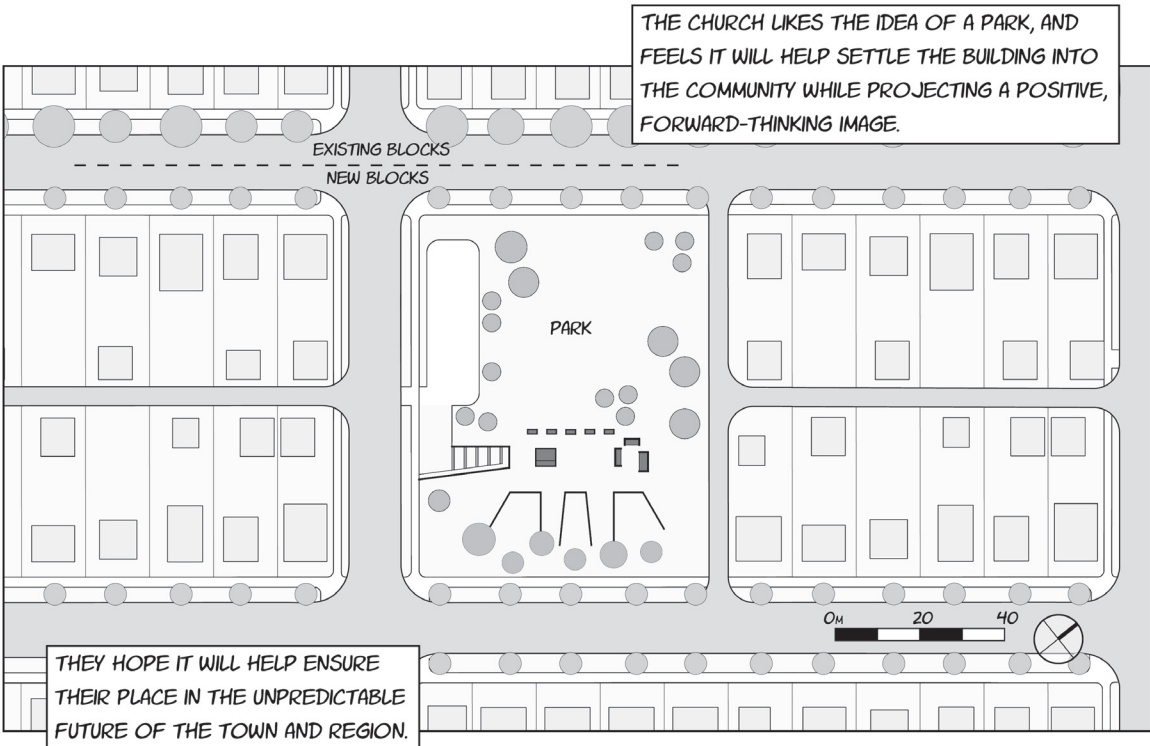 THE CHURCH LIKES THE IDEA OF A PARK, AND
FEELS IT WILL HELP SETTLE THE BUILDING INTO
THE COMMUNITY WHILE PROJECTING A POSITIVE,
FORWARD-THINKING IMAGE.
EXISTING BLOCKS
NEW BLOCKS
PARK
0M 20 40
THEY HOPE IT WILL HELP ENSURE
THEIR PLACE IN THE UNPREDICTABLE
FUTURE OF THE TOWN AND REGION.